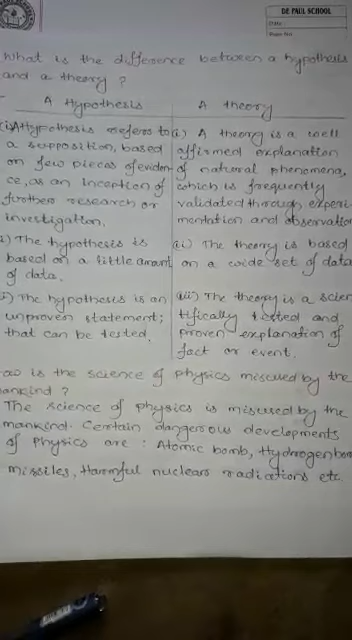 DE PAUL SCHOOL
Date
Page No.
What is the difference between a hypothesis
and a theory ?
A Hypothesis
(i) A Hypothesis refers to
a supposition, based
on few pieces of eviden-
ce, as an inception of
further research or
investigation.
i) The hypothesis is
based on a little amount
of data.
i) The hypothesis is an
unproven statement;
that can be tested.
A theory
(i) A theory is a well
affirmed explanation
of natural phenomena,
which is frequently
validated through experi-
mentation and observation
(ii) The theory is based
on a wide set of data
(iii) The theory is a scien
tifically tested and
proven explanation of
fact or event.
ow is the science of physics misused by the
ankind ?
The science of physics is misused by the
mankind. Certain dangerous developments
of physics are : Atomic bomb, Hydrogen bom
missiles, Harmful nuclear radiations etc.